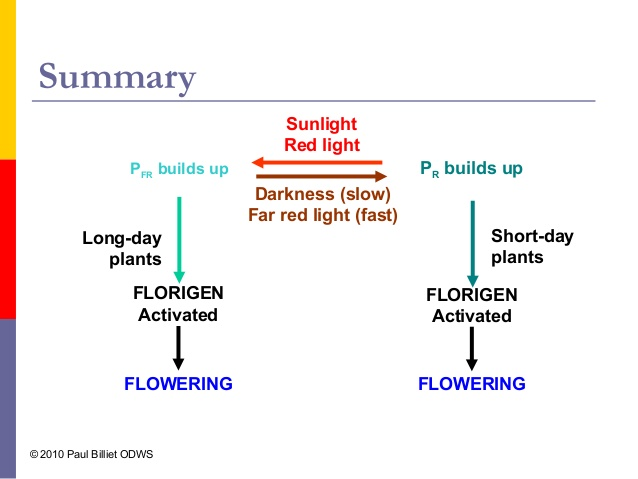 Summary
Sunlight
Red light
PFR builds up
PR builds up
Darkness (slow)
Far red light (fast)
Long-day
plants
Short-day
plants
FLORIGEN
Activated
FLORIGEN
Activated
FLOWERING
FLOWERING
© 2010 Paul Billiet ODWS